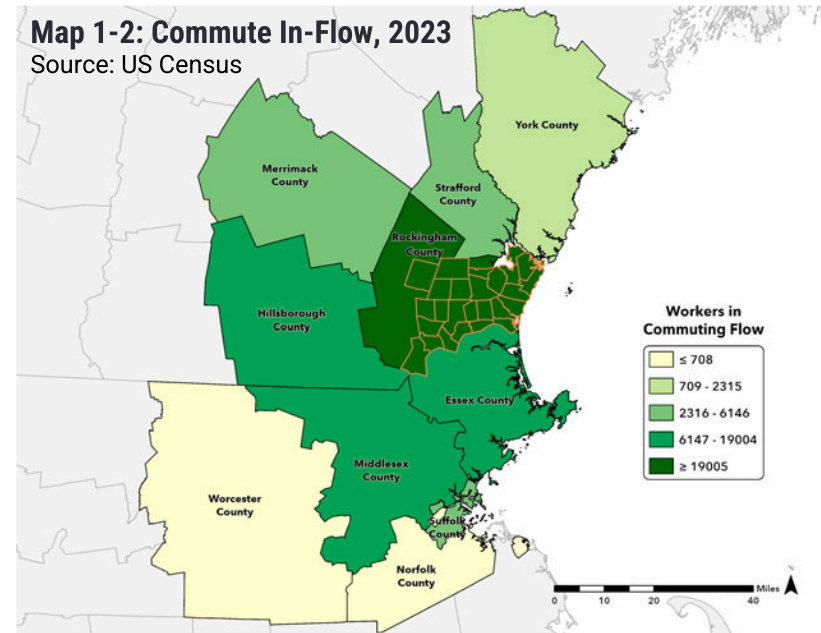 Map 1-2: Commute In-Flow, 2023
Source: US Census
York County
Merrimack
County
Strafford
County
Rockingham
County
Hillsborough
County
Workers in
Commuting Flow
≤ 708
709 - 2315
2316 - 6146
6147 - 19004
≥ 19005
Essex County
Middlesex
County
Worcester
County
Suffolk
County
Norfolk
County
N
Miles
0 10 20 40